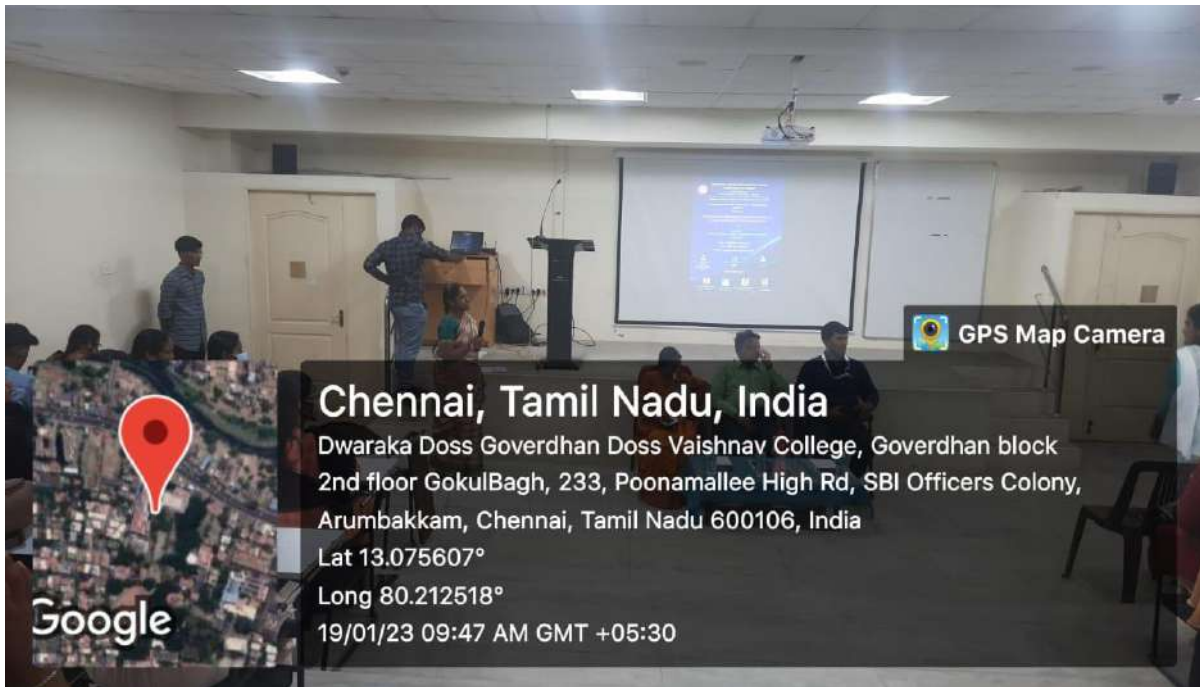 GPS Map Camera
Chennai, Tamil Nadu, India
Dwaraka Doss Goverdhan Doss Vaishnav College, Goverdhan block
2nd floor GokulBagh, 233, Poonamallee High Rd, SBI Officers Colony,
Arumbakkam, Chennai, Tamil Nadu 600106, India
Lat 13.075607°
Long 80.212518°
19/01/23 09:47 AM GMT +05:30
Google